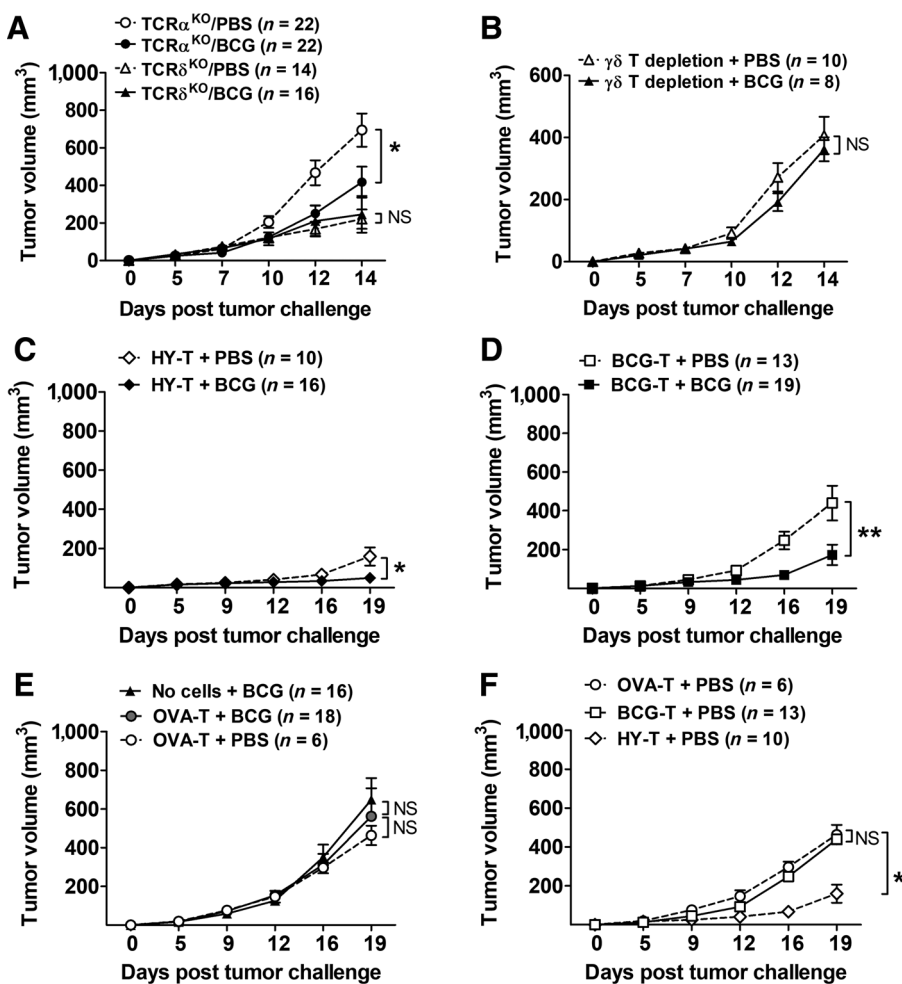 A
TCRα^KO/PBS (n = 22)
TCRα^KO/BCG (n = 22)
TCRδ^KO/PBS (n = 14)
TCRδ^KO/BCG (n = 16)
Tumor volume (mm³)
1,000
800
600
400
200
0
*
NS
0 5 7 10 12 14
Days post tumor challenge
B
γδ T depletion + PBS (n = 10)
γδ T depletion + BCG (n = 8)
Tumor volume (mm³)
600
400
200
0
NS
0 5 7 10 12 14
Days post tumor challenge
C
HY-T + PBS (n = 10)
HY-T + BCG (n = 16)
Tumor volume (mm³)
1,000
800
600
400
200
*
0 5 9 12 16 19
Days post tumor challenge
D
BCG-T + PBS (n = 13)
BCG-T + BCG (n = 19)
Tumor volume (mm³)
1,000
800
600
400
200
**
0 5 9 12 16 19
Days post tumor challenge
E
No cells + BCG (n = 16)
OVA-T + BCG (n = 18)
OVA-T + PBS (n = 6)
Tumor volume (mm³)
1,000
800
600
400
200
NS
NS
0 5 9 12 16 19
Days post tumor challenge
F
OVA-T + PBS (n = 6)
BCG-T + PBS (n = 13)
HY-T + PBS (n = 10)
Tumor volume (mm³)
1,000
800
600
400
200
NS
*
0 5 9 12 16 19
Days post tumor challenge